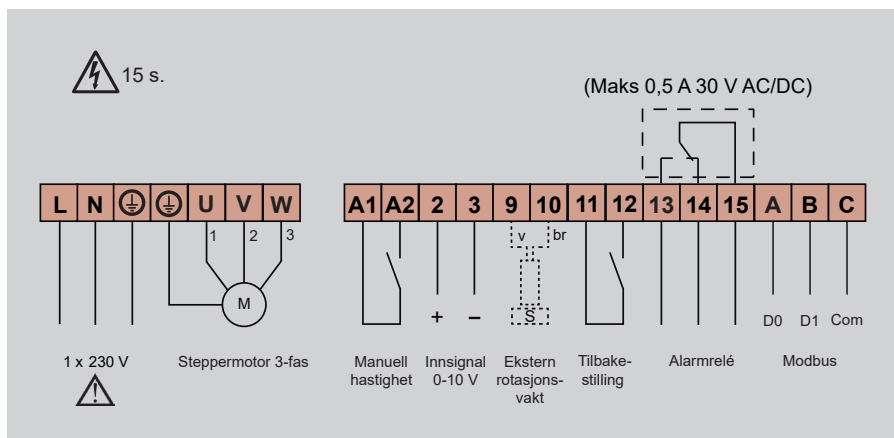 15 s.
(Maks 0,5 A 30 V AC/DC)
L N U V W A1 A2 2 3 9 10 11 12 13 14 15 A B C
1 2 3 v br
M
+ – S D0 D1 Com
1 x 230 V
Steppermotor 3-fas
Manuell
hastighet
Innsignal
0-10 V
Ekstern
rotasjons-
vakt
Tilbake-
stilling
Alarmrelé
Modbus